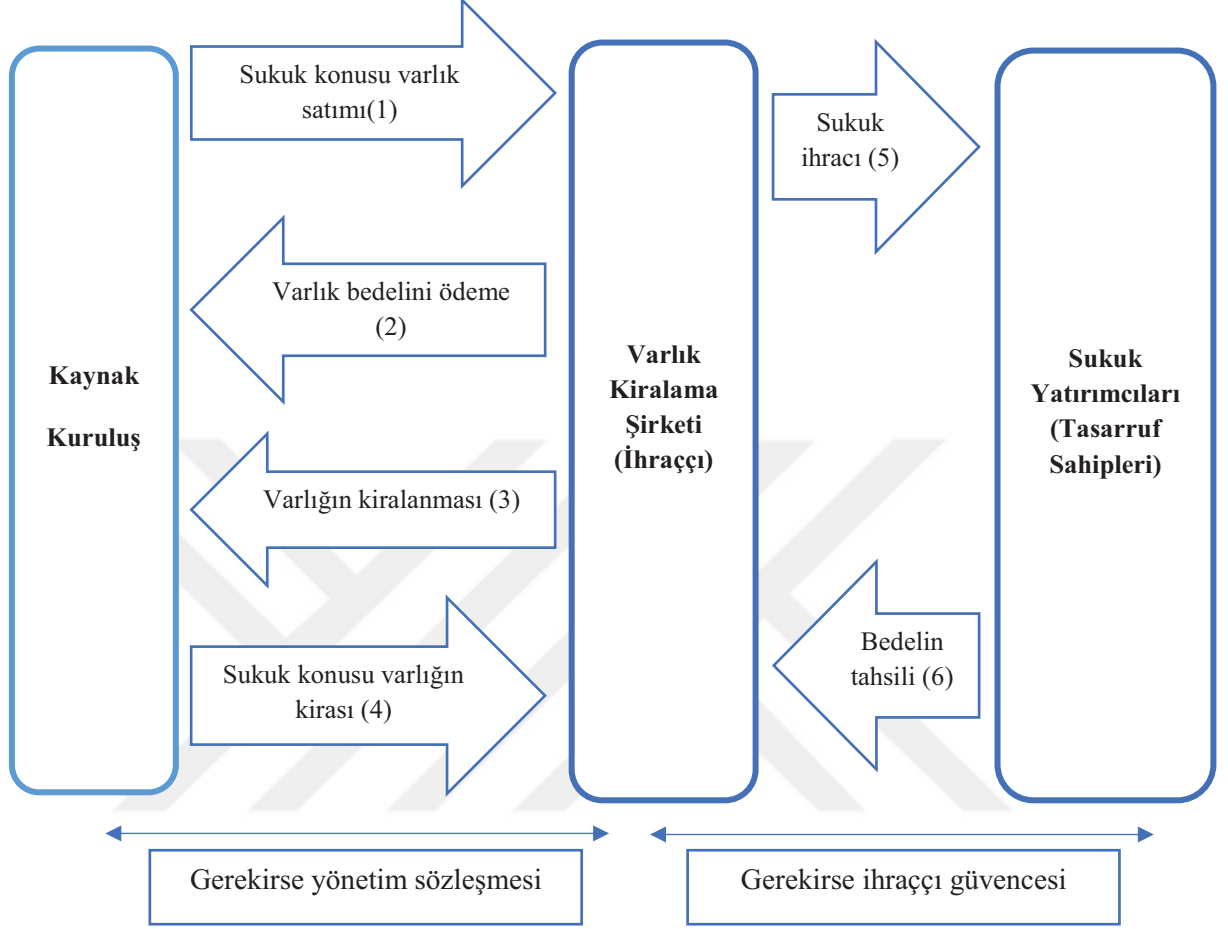 Kaynak
Kuruluş
Sukuk konusu varlık
satımı(1)
Varlık bedelini ödeme
(2)
Varlığın kiralanması (3)
Sukuk konusu varlığın
kirası (4)
Varlık
Kiralama
Şirketi
(İhraççı)
Sukuk
ihracı (5)
Bedelin
tahsili (6)
Sukuk
Yatırımcıları
(Tasarruf
Sahipleri)
Gerekirse yönetim sözleşmesi
Gerekirse ihraççı güvencesi